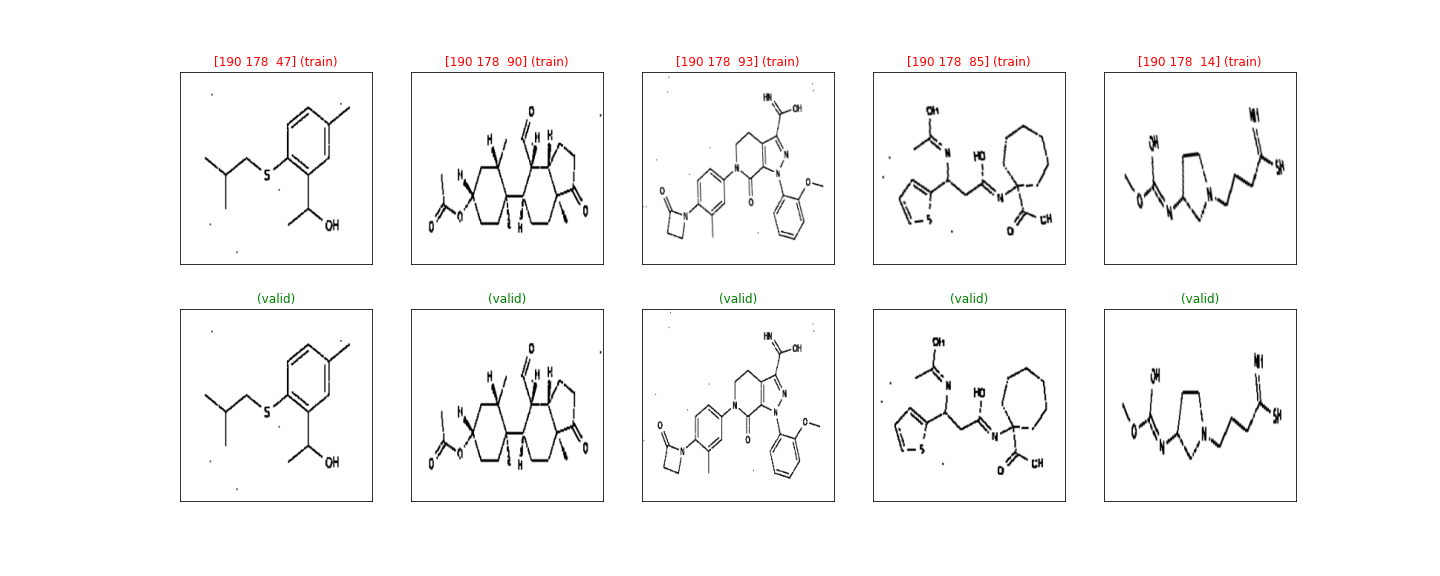 [190 178 47] (train) [190 178 90] (train) [190 178 93] (train) [190 178 85] (train) [190 178 14] (train)
S OH
O H H H H O O H O
HN OH N N N O O O N
OH N HO N S O OH
OH O N N NH SH
(valid) (valid) (valid) (valid) (valid)
S OH
O H H H H O O H O
HN OH N N N O O O N
OH N HO N S O OH
OH O N N NH SH